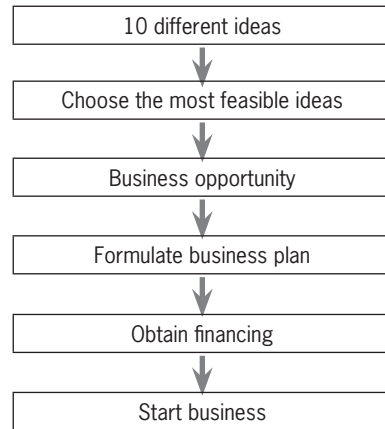 10 different ideas
Choose the most feasible ideas
Business opportunity
Formulate business plan
Obtain financing
Start business